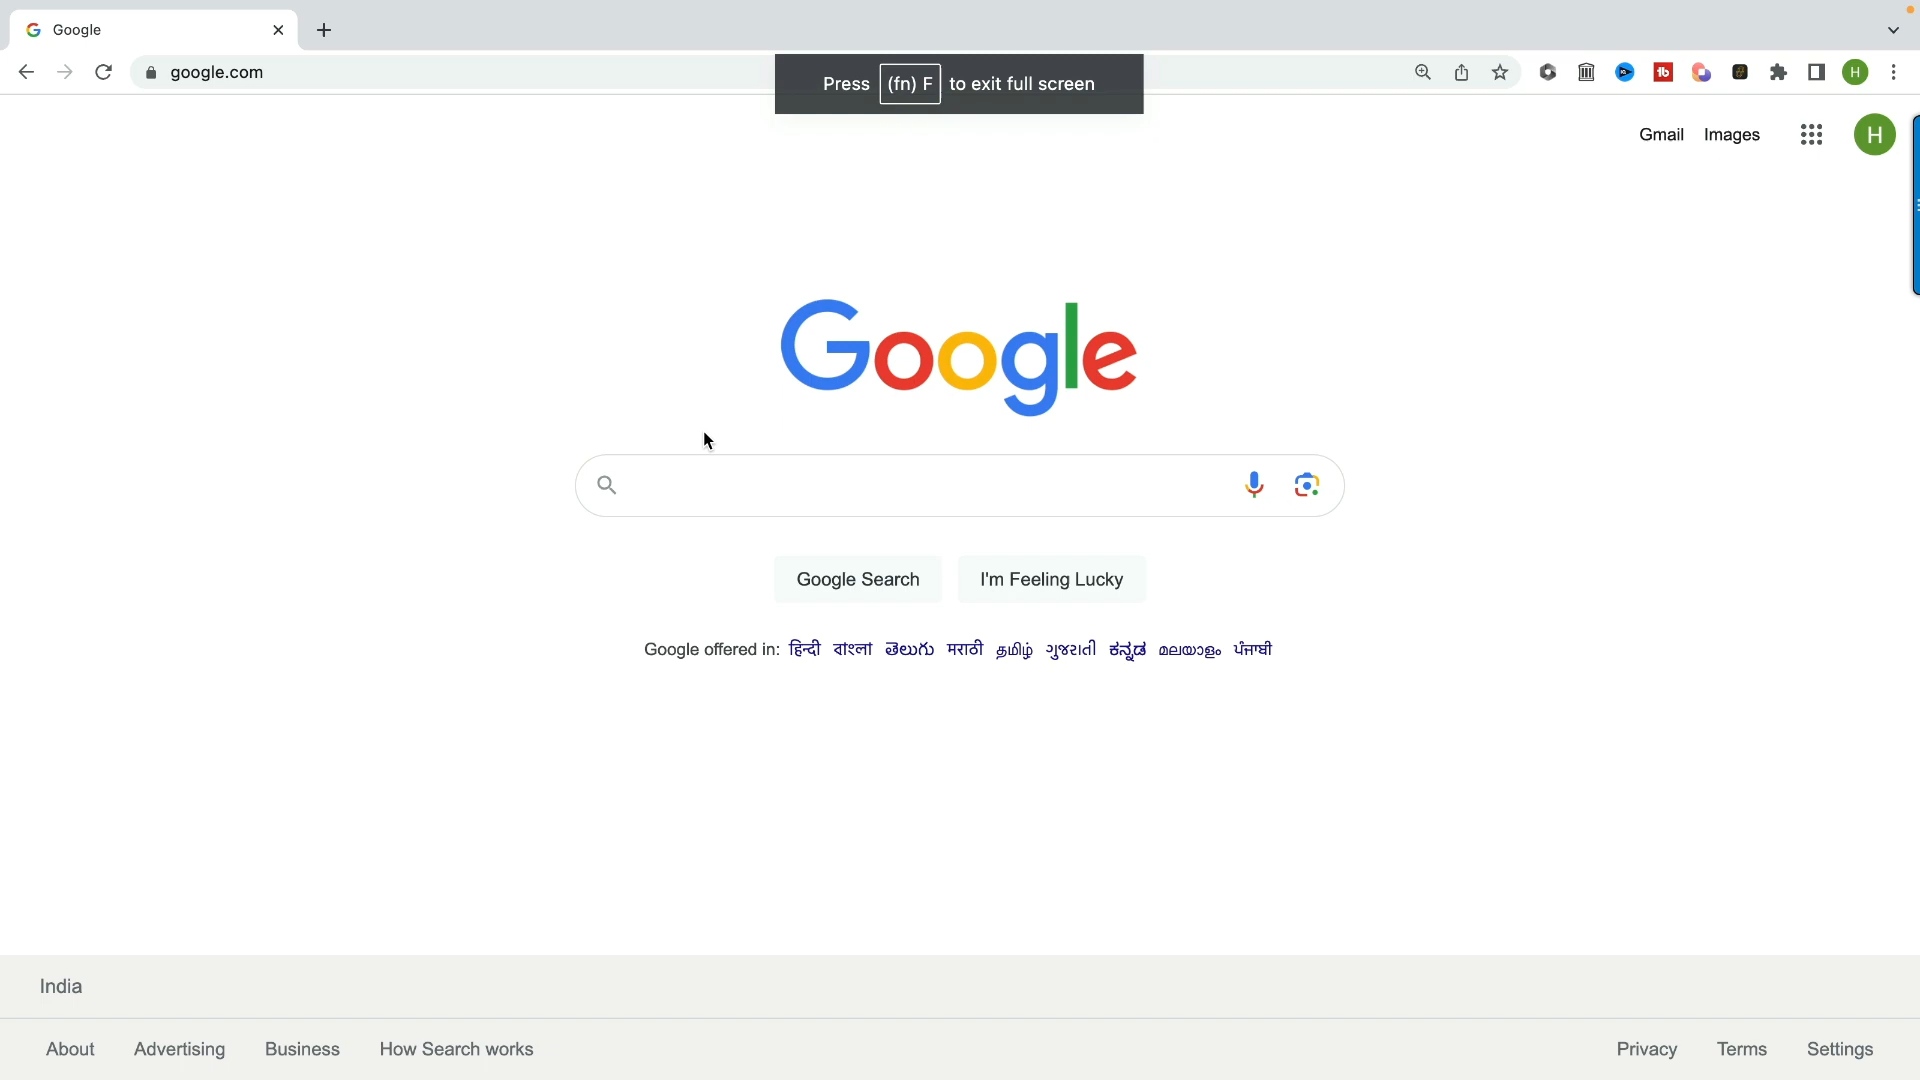 Google
google.com
Press (fn) F to exit full screen
Gmail Images
H
H
Google
Google Search I'm Feeling Lucky
Google offered in: हिन्दी বাংলা తెలుగు मराठी தமிழ் ગુજરાતી ಕನ್ನಡ മലയാളം ਪੰਜਾਬੀ
India
About Advertising Business How Search works Privacy Terms Settings